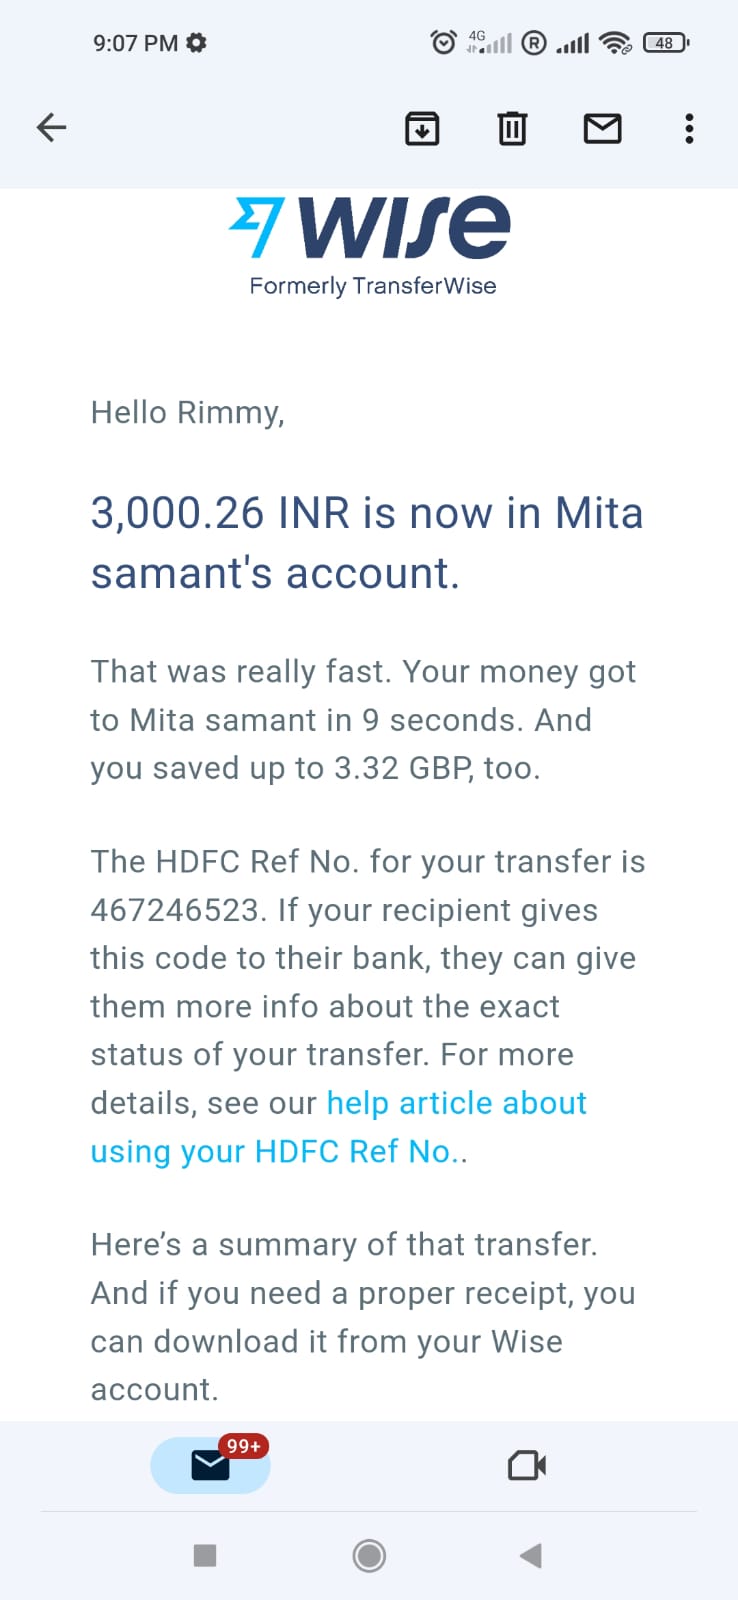 9:07 PM
4G
R
48
wise
Formerly TransferWise
Hello Rimmy,
3,000.26 INR is now in Mita
samant's account.
That was really fast. Your money got
to Mita samant in 9 seconds. And
you saved up to 3.32 GBP, too.
The HDFC Ref No. for your transfer is
467246523. If your recipient gives
this code to their bank, they can give
them more info about the exact
status of your transfer. For more
details, see our help article about
using your HDFC Ref No..
Here’s a summary of that transfer.
And if you need a proper receipt, you
can download it from your Wise
account.
99+